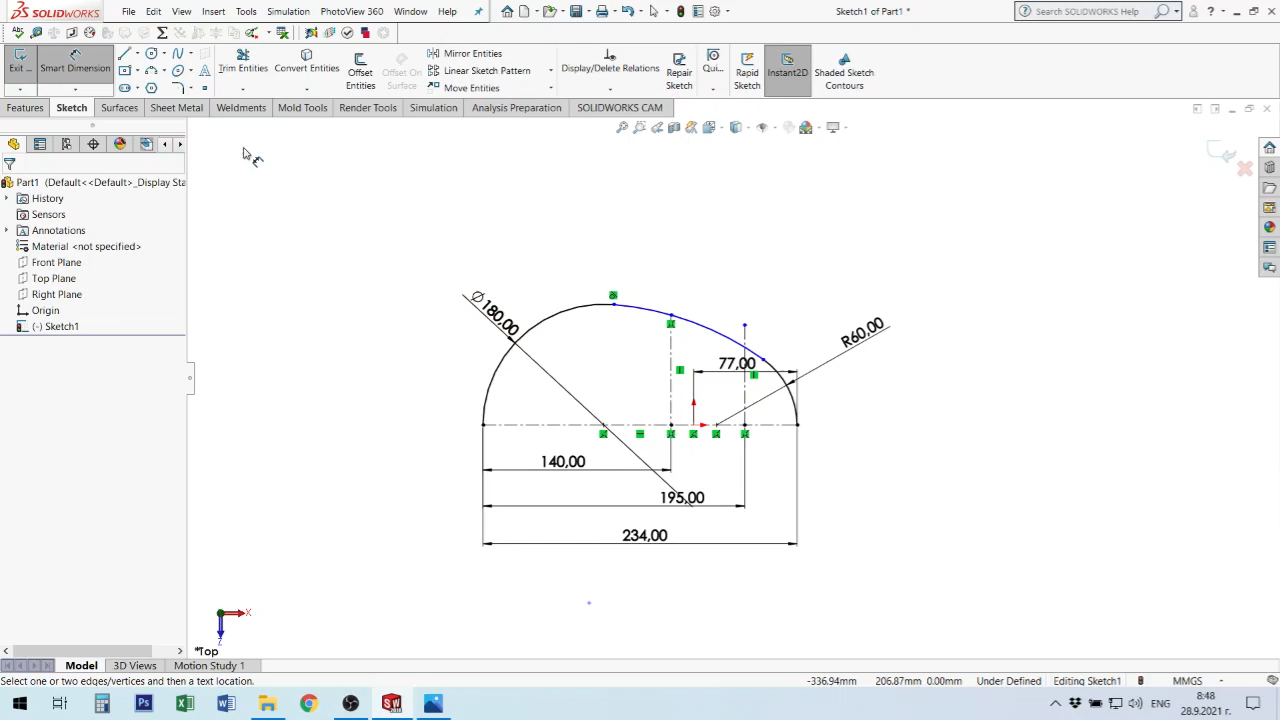 SOLIDWORKS File Edit View Insert Tools Simulation PhotoView 360 Window Help Sketch1 of Part1 * Search SOLIDWORKS Help
Exit ... Smart Dimension Trim Entities Convert Entities Offset Entities Offset On Surface Mirror Entities Linear Sketch Pattern Move Entities Display/Delete Relations Repair Sketch Qui... Rapid Sketch Instant2D Shaded Sketch Contours
Features Sketch Surfaces Sheet Metal Weldments Mold Tools Render Tools Simulation Analysis Preparation SOLIDWORKS CAM
Part1 (Default<<Default>_Display Sta
History
Sensors
Annotations
Material <not specified>
Front Plane
Top Plane
Right Plane
Origin
(-) Sketch1
∅180,00
R60,00
77,00
140,00
195,00
234,00
X
Z
*Top
Model 3D Views Motion Study 1
Select one or two edges/vertices and then a text location. -336.94mm 206.87mm 0.00mm Under Defined Editing Sketch1 MMGS
ENG 8:48
28.9.2021 г.